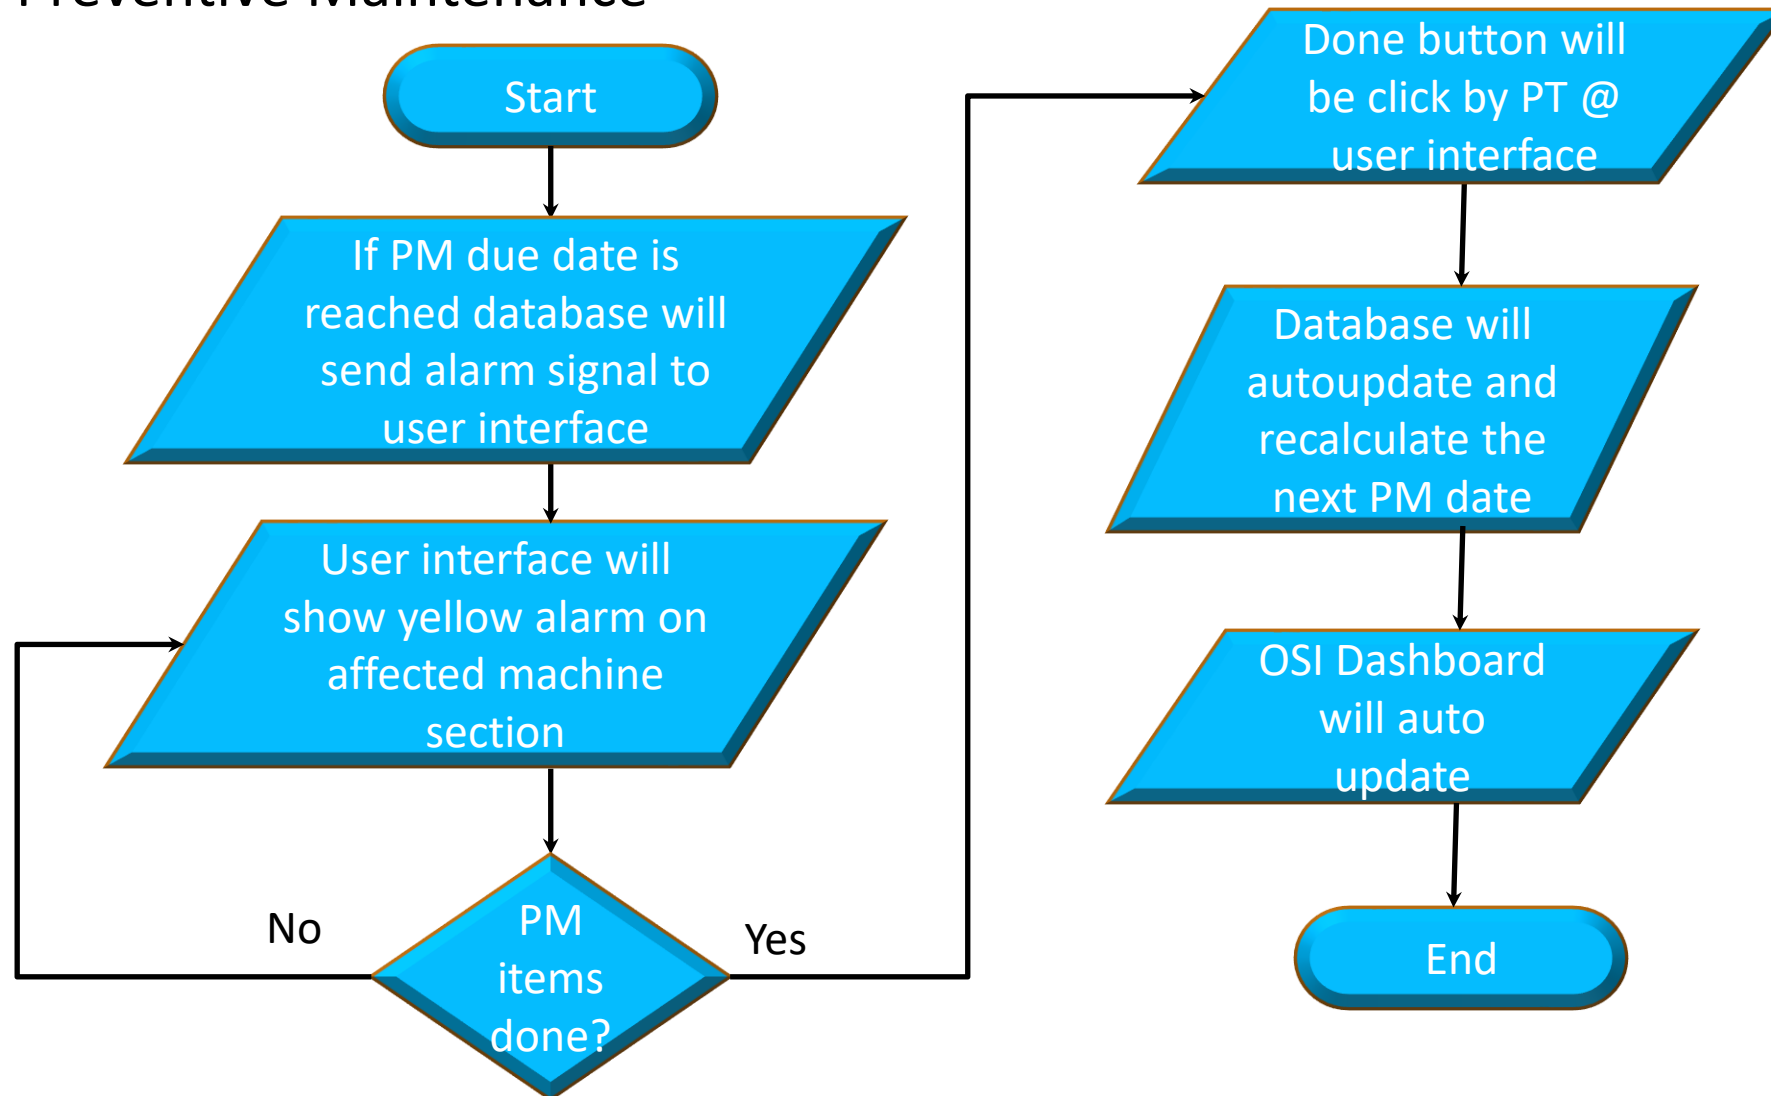 Preventive Maintenance
Start
If PM due date is
reached database will
send alarm signal to
user interface
User interface will
show yellow alarm on
affected machine
section
PM
items
done?
No
Yes
Done button will
be click by PT @
user interface
Database will
autoupdate and
recalculate the
next PM date
OSI Dashboard
will auto
update
End